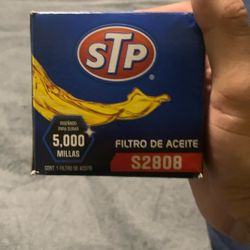 STP
DISEÑADO
PARA DURAR
5,000
MILLAS
FILTRO DE ACEITE
S2808
CONT. 1 FILTRO DE ACEITE